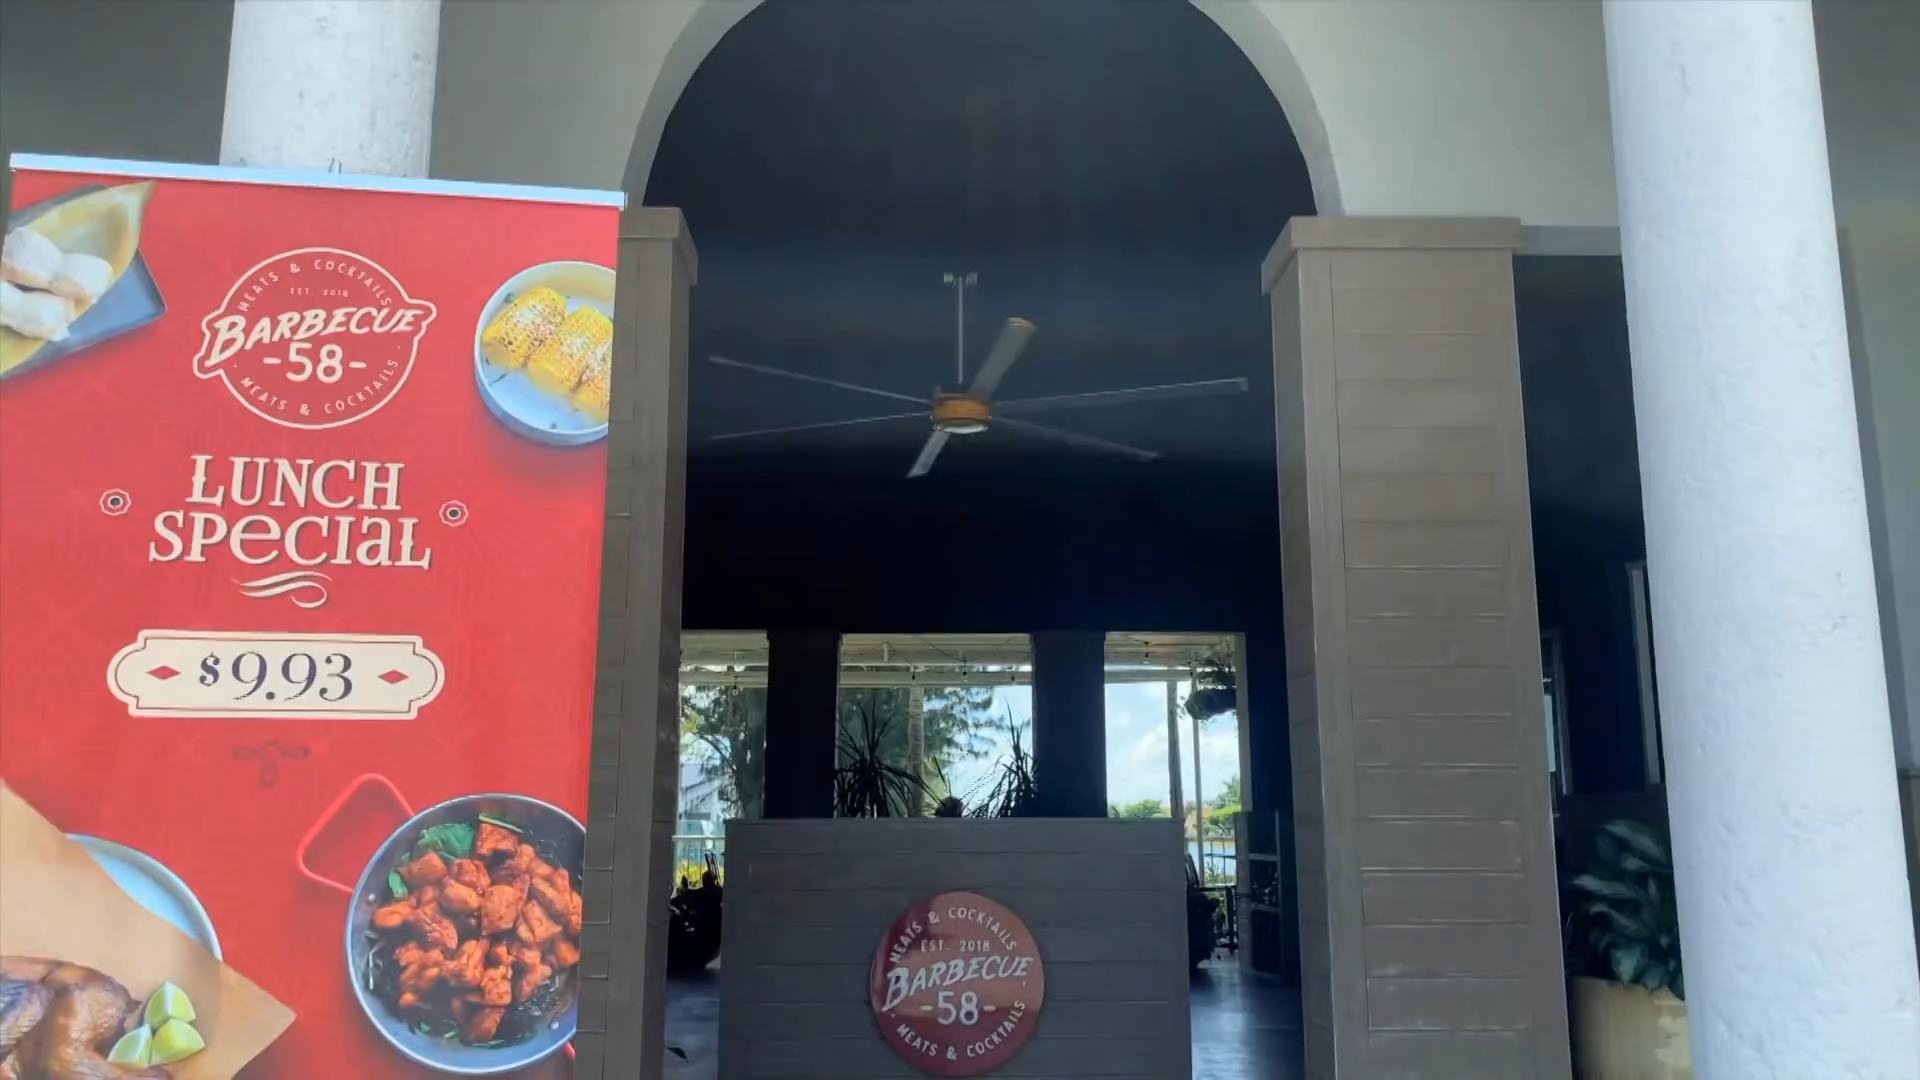 MEATS & COCKTAILS
EST. 2018
BARBECUE
-58-
MEATS & COCKTAILS
LUNCH
SPECIAL
$9.93
MEATS & COCKTAILS
EST. 2018
BARBECUE
-58-
MEATS & COCKTAILS